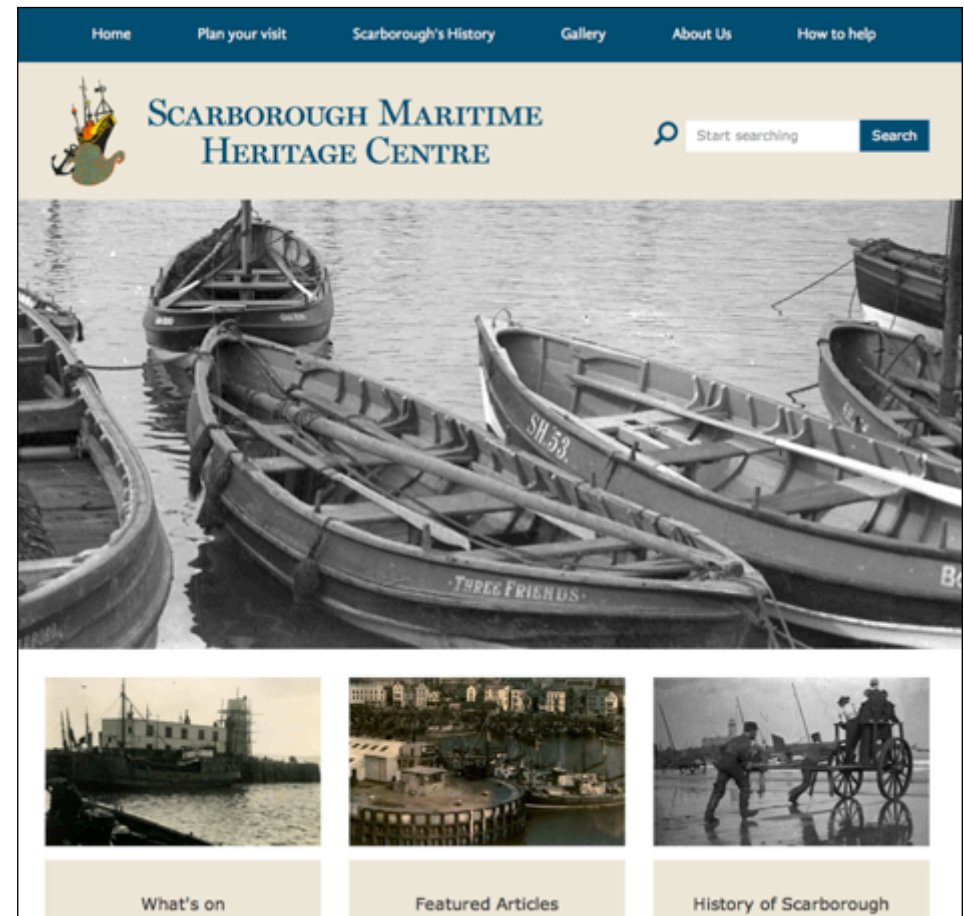 Home
Plan your visit
Scarborough's History
Gallery
About Us
How to help
SCARBOROUGH MARITIME
HERITAGE CENTRE
Start searching
Search
SH.53.
·THREE FRIENDS·
What's on
Featured Articles
History of Scarborough